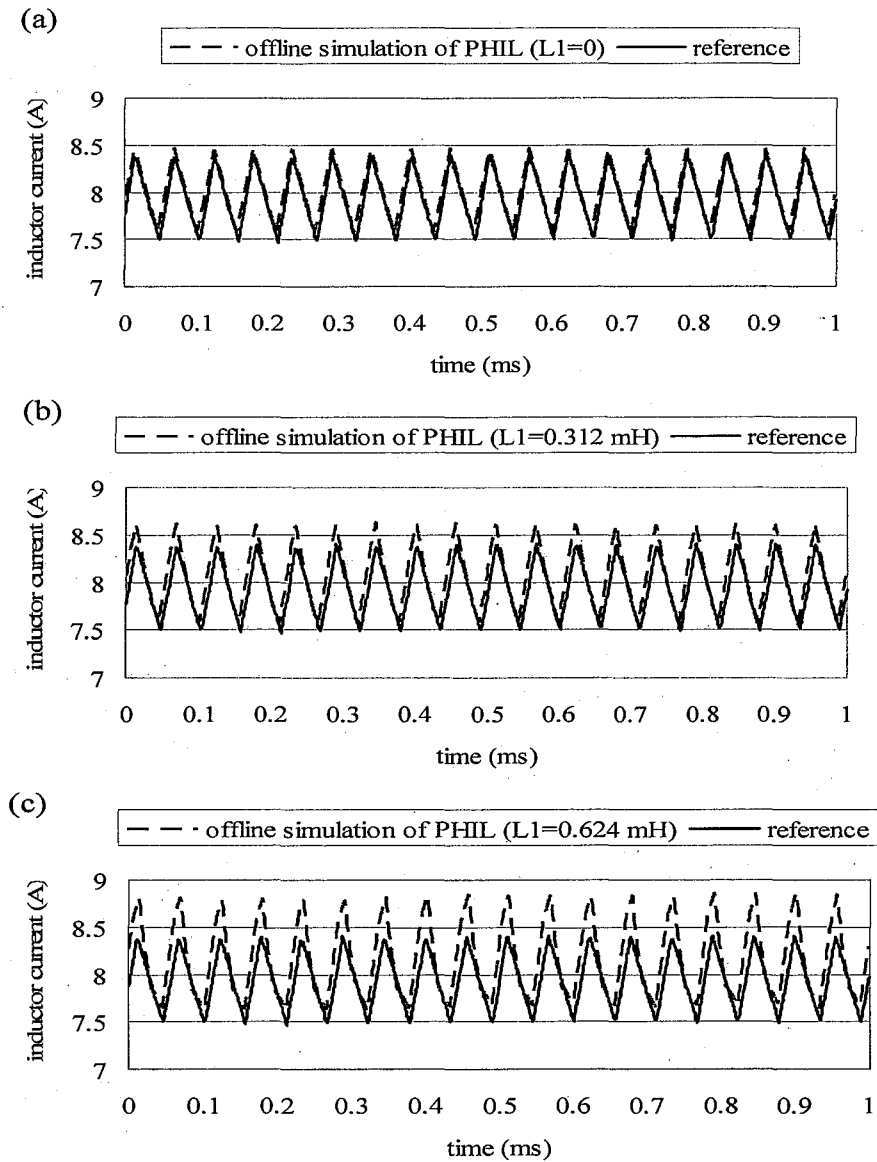 (a)
offline simulation of PHIL (L1=0) reference
inductor current (A)
9
8.5
8
7.5
7
0 0.1 0.2 0.3 0.4 0.5 0.6 0.7 0.8 0.9 1
time (ms)
(b)
offline simulation of PHIL (L1=0.312 mH) reference
inductor current (A)
9
8.5
8
7.5
7
0 0.1 0.2 0.3 0.4 0.5 0.6 0.7 0.8 0.9 1
time (ms)
(c)
offline simulation of PHIL (L1=0.624 mH) reference
inductor current (A)
9
8.5
8
7.5
7
0 0.1 0.2 0.3 0.4 0.5 0.6 0.7 0.8 0.9 1
time (ms)